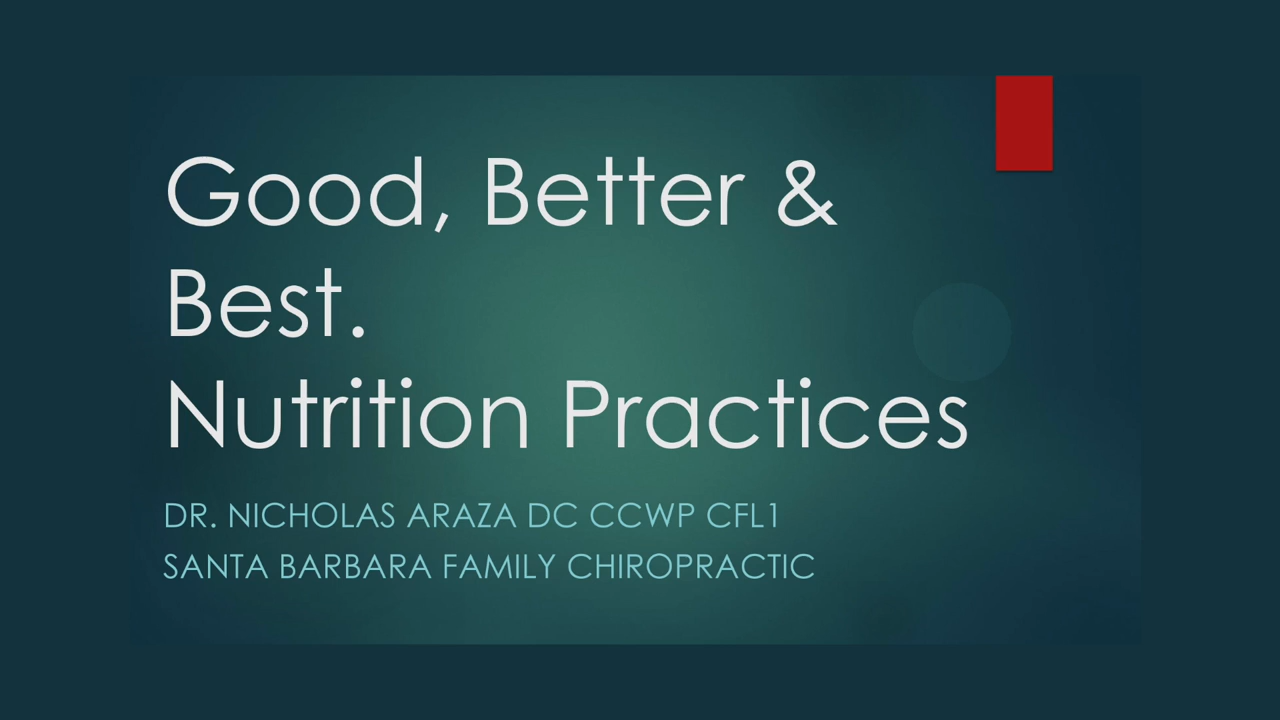 Good, Better &
Best.
Nutrition Practices
DR. NICHOLAS ARAZA DC CCWP CFL1
SANTA BARBARA FAMILY CHIROPRACTIC